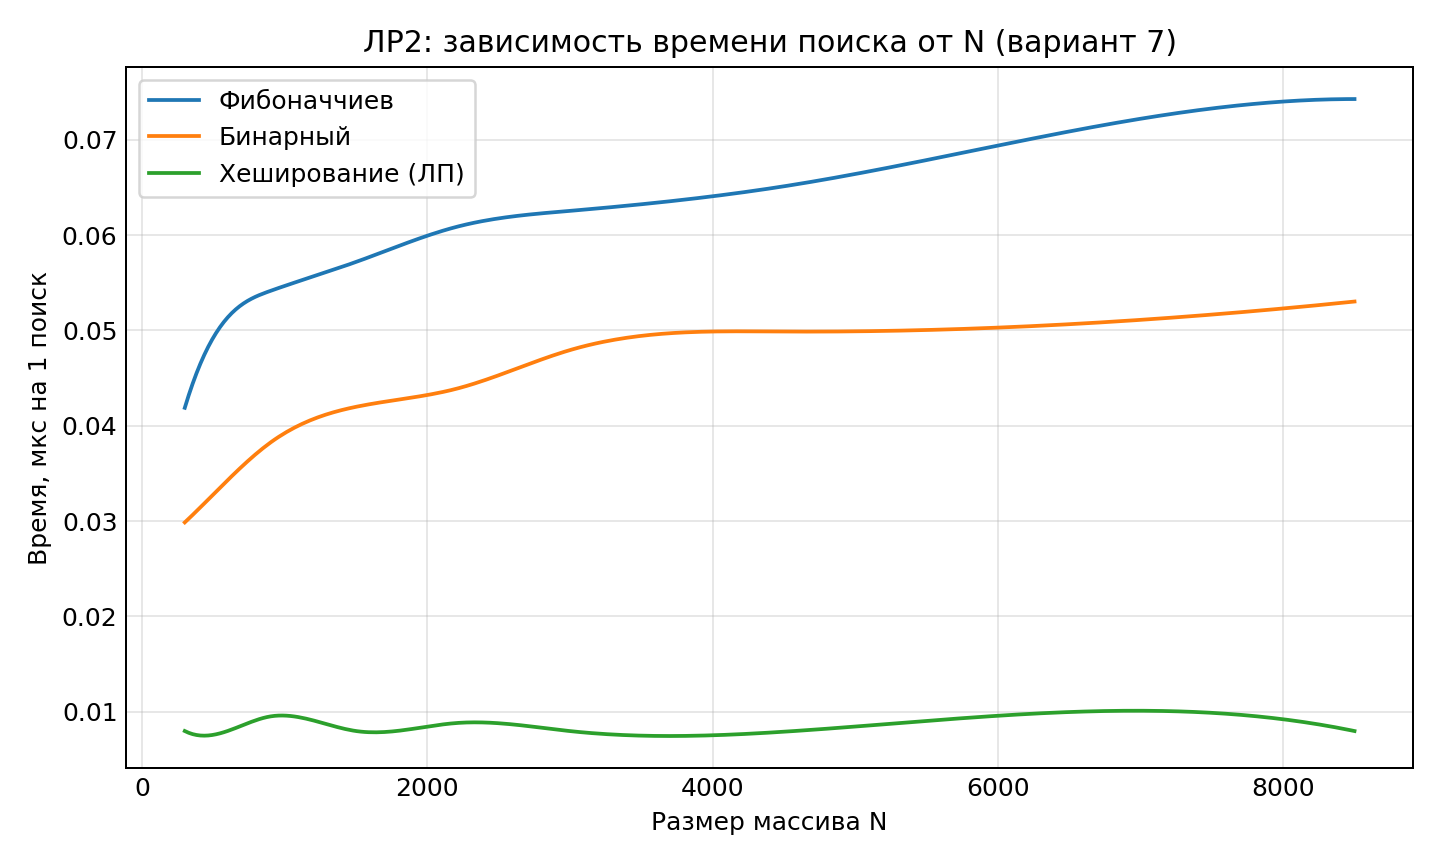 ЛР2: зависимость времени поиска от N (вариант 7)
Фибоначчиев
Бинарный
Хеширование (ЛП)
Время, мкс на 1 поиск
0.07
0.06
0.05
0.04
0.03
0.02
0.01
0 2000 4000 6000 8000
Размер массива N